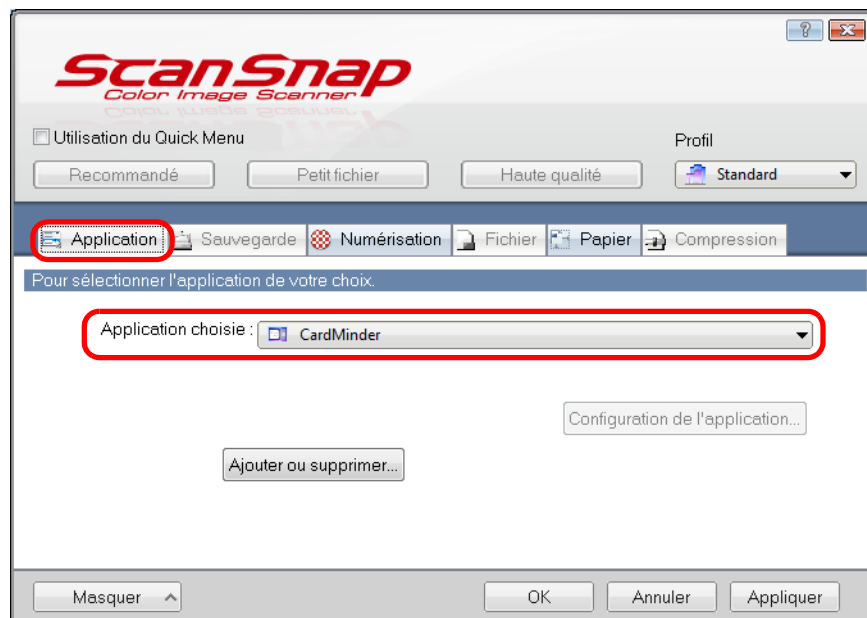 ScanSnap
Color Image Scanner
Utilisation du Quick Menu
Profil
Recommandé Petit fichier Haute qualité Standard
Application Sauvegarde Numérisation Fichier Papier Compression
Pour sélectionner l'application de votre choix.
Application choisie : CardMinder
Configuration de l'application...
Ajouter ou supprimer...
Masquer OK Annuler Appliquer